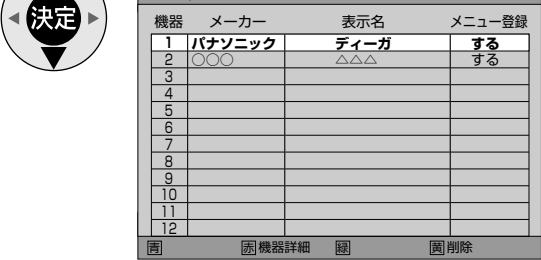 決定
機器 メーカー 表示名 メニュー登録
1 パナソニック ディーガ する
2 ○○○ △△△ する
3
4
5
6
7
8
9
10
11
12
青 赤 機器詳細 緑 黄 削除